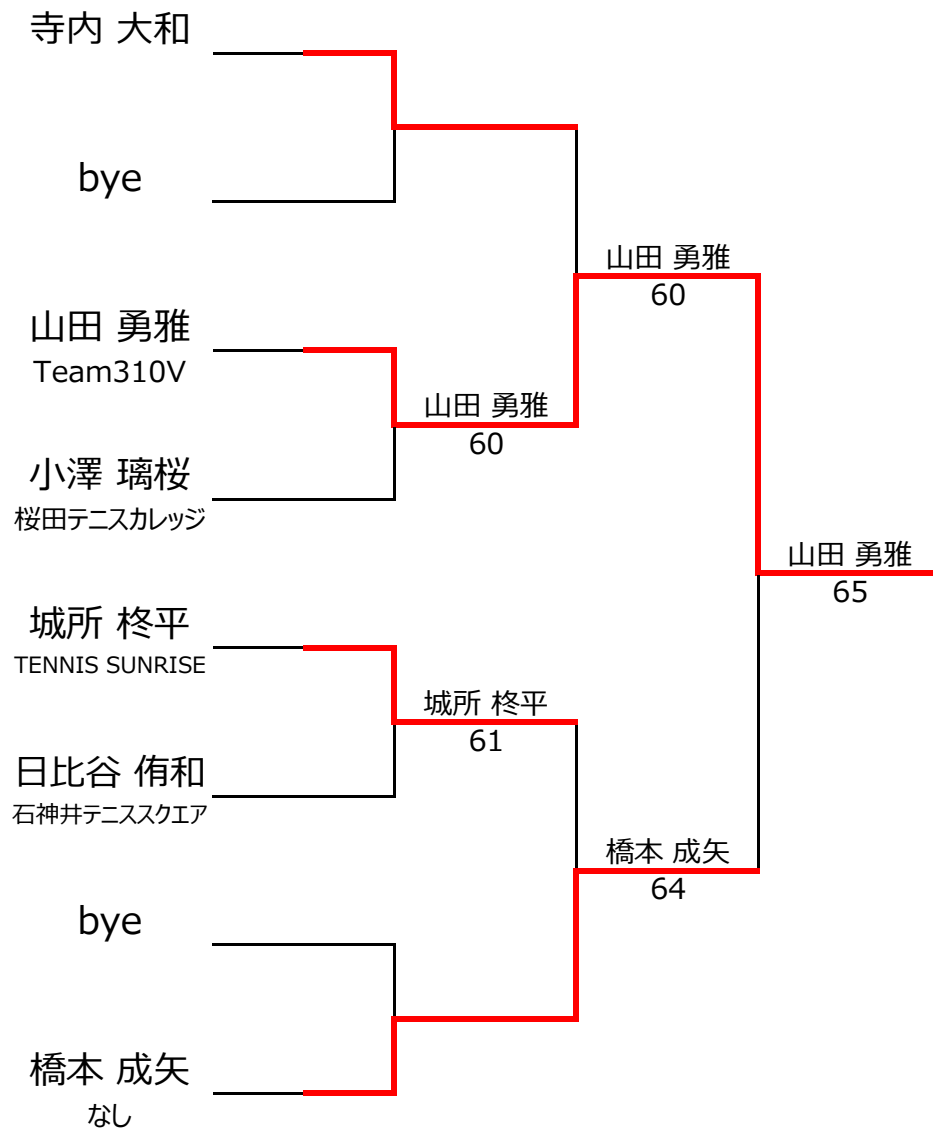 寺内 大和
bye
山田 勇雅
60
山田 勇雅
Team310V
山田 勇雅
60
小澤 璃桜
桜田テニスカレッジ
山田 勇雅
65
城所 柊平
TENNIS SUNRISE
城所 柊平
61
日比谷 侑和
石神井テニススクエア
橋本 成矢
64
bye
橋本 成矢
なし